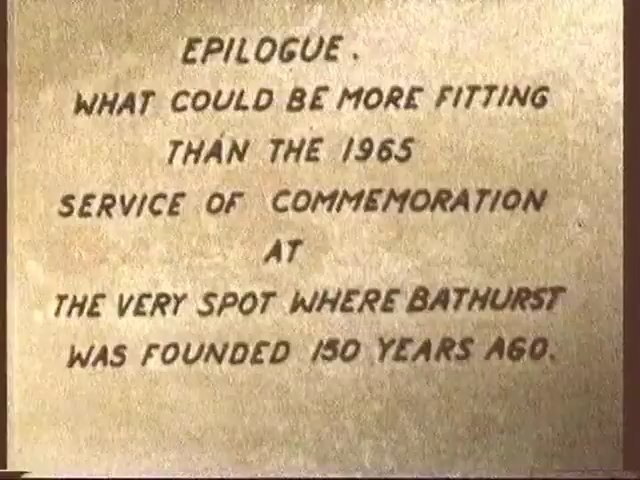 EPILOGUE.
WHAT COULD BE MORE FITTING
THAN THE 1965
SERVICE OF COMMEMORATION
AT
THE VERY SPOT WHERE BATHURST
WAS FOUNDED 150 YEARS AGO.